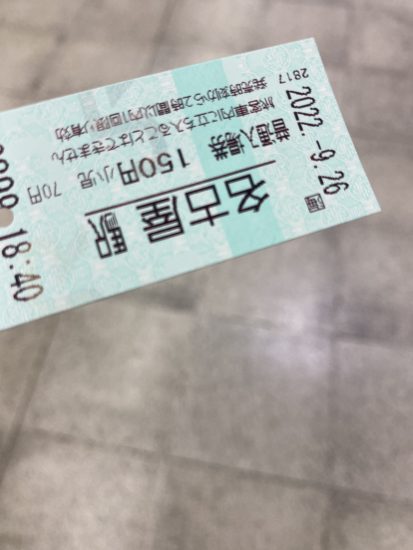 2022.-9.26
名古屋駅
普通入場券 150円 小児 70円
旅客車内に立ち入ることはできません
発売時刻から2時間以内1回限り有効
2817
18:40